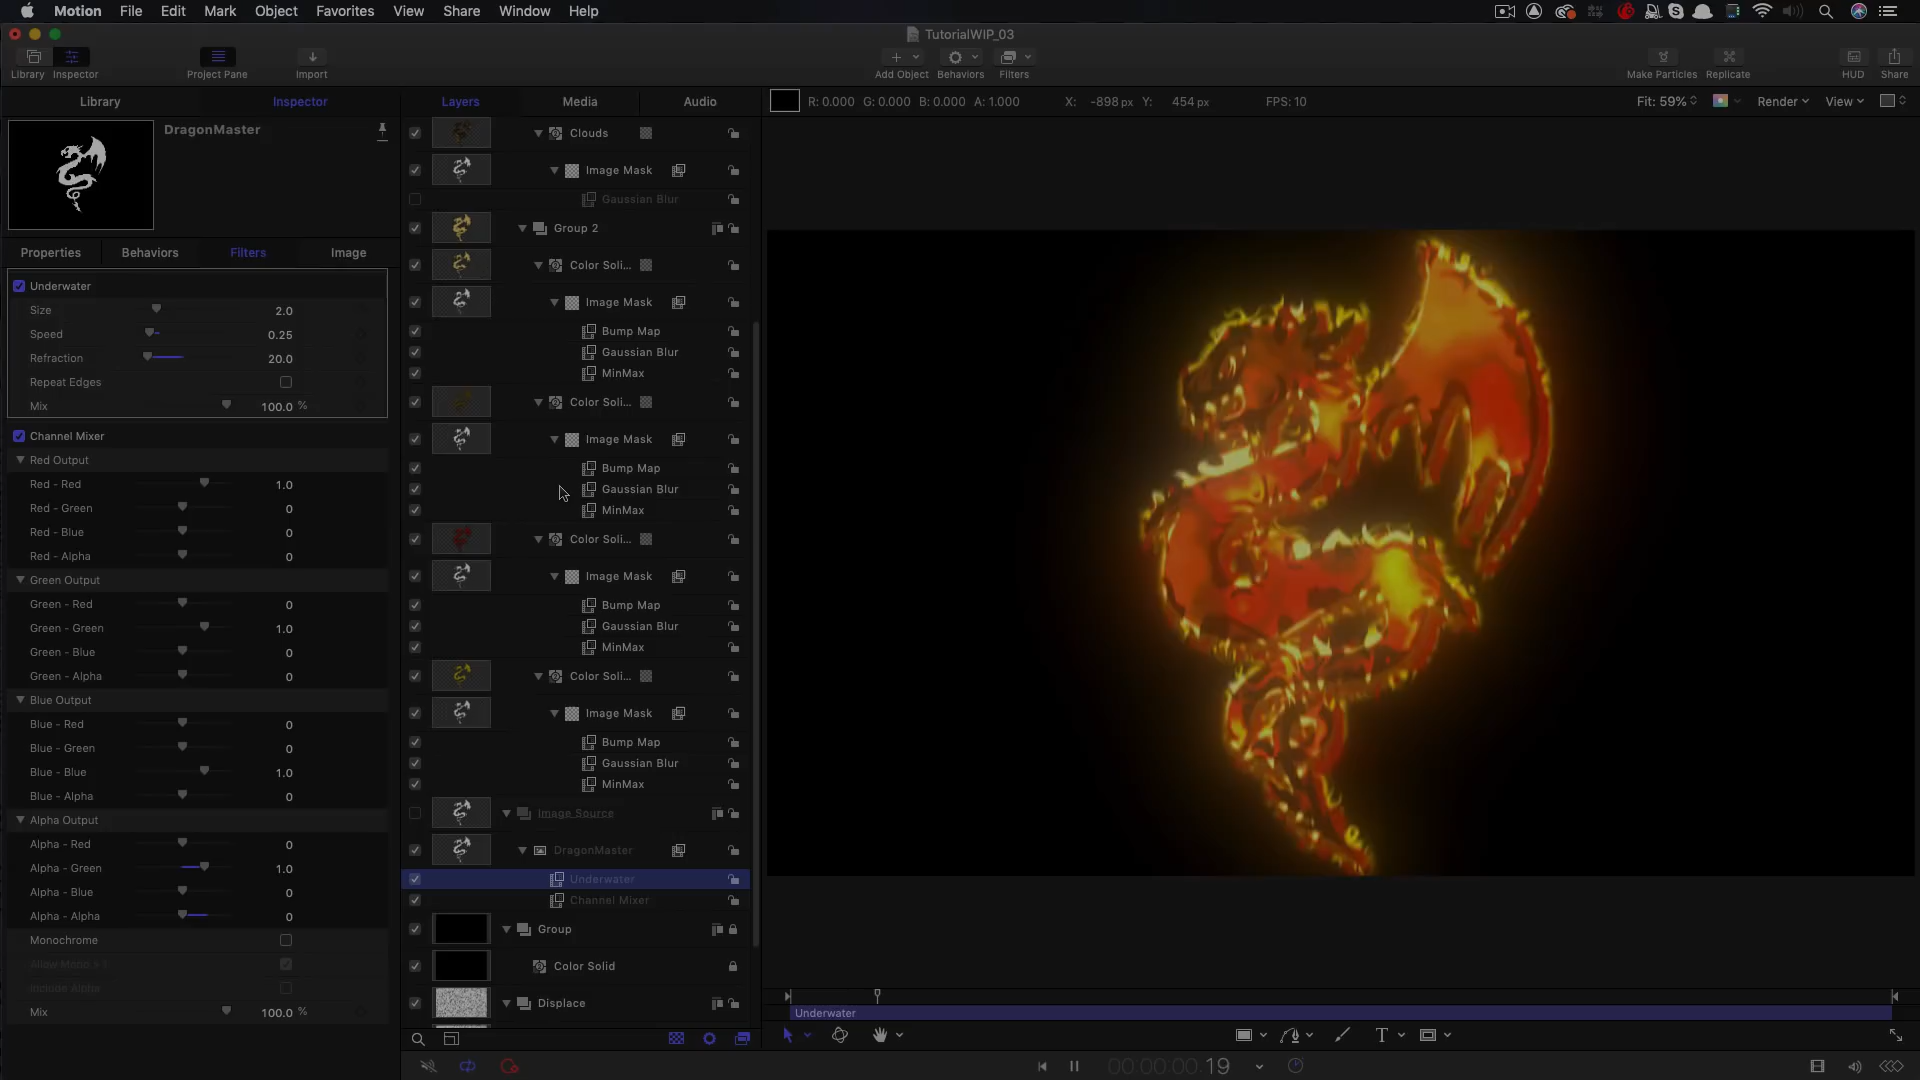 Motion File Edit Mark Object Favorites View Share Window Help
TutorialWIP_03
Library Inspector Project Pane Import Add Object Behaviors Filters Make Particles Replicate HUD Share
Library Inspector Layers Media Audio R: 0.000 G: 0.000 B: 0.000 A: 1.000 X: -898 px Y: 454 px FPS: 10 Fit: 59% Render View
DragonMaster
Properties Behaviors Filters Image
Underwater
Size 2.0
Speed 0.25
Refraction 20.0
Repeat Edges
Mix 100.0 %
Channel Mixer
Red Output
Red - Red 1.0
Red - Green 0
Red - Blue 0
Red - Alpha 0
Green Output
Green - Red 0
Green - Green 1.0
Green - Blue 0
Green - Alpha 0
Blue Output
Blue - Red 0
Blue - Green 0
Blue - Blue 1.0
Blue - Alpha 0
Alpha Output
Alpha - Red 0
Alpha - Green 1.0
Alpha - Blue 0
Alpha - Alpha 0
Monochrome
Allow Mono > 1
Include Alpha
Mix 100.0 %
Clouds
Image Mask
Gaussian Blur
Group 2
Color Soli...
Image Mask
Bump Map
Gaussian Blur
MinMax
Color Soli...
Image Mask
Bump Map
Gaussian Blur
MinMax
Color Soli...
Image Mask
Bump Map
Gaussian Blur
MinMax
Color Soli...
Image Mask
Bump Map
Gaussian Blur
MinMax
Image Source
DragonMaster
Underwater
Channel Mixer
Group
Color Solid
Displace
Underwater
T
00:00:00:19